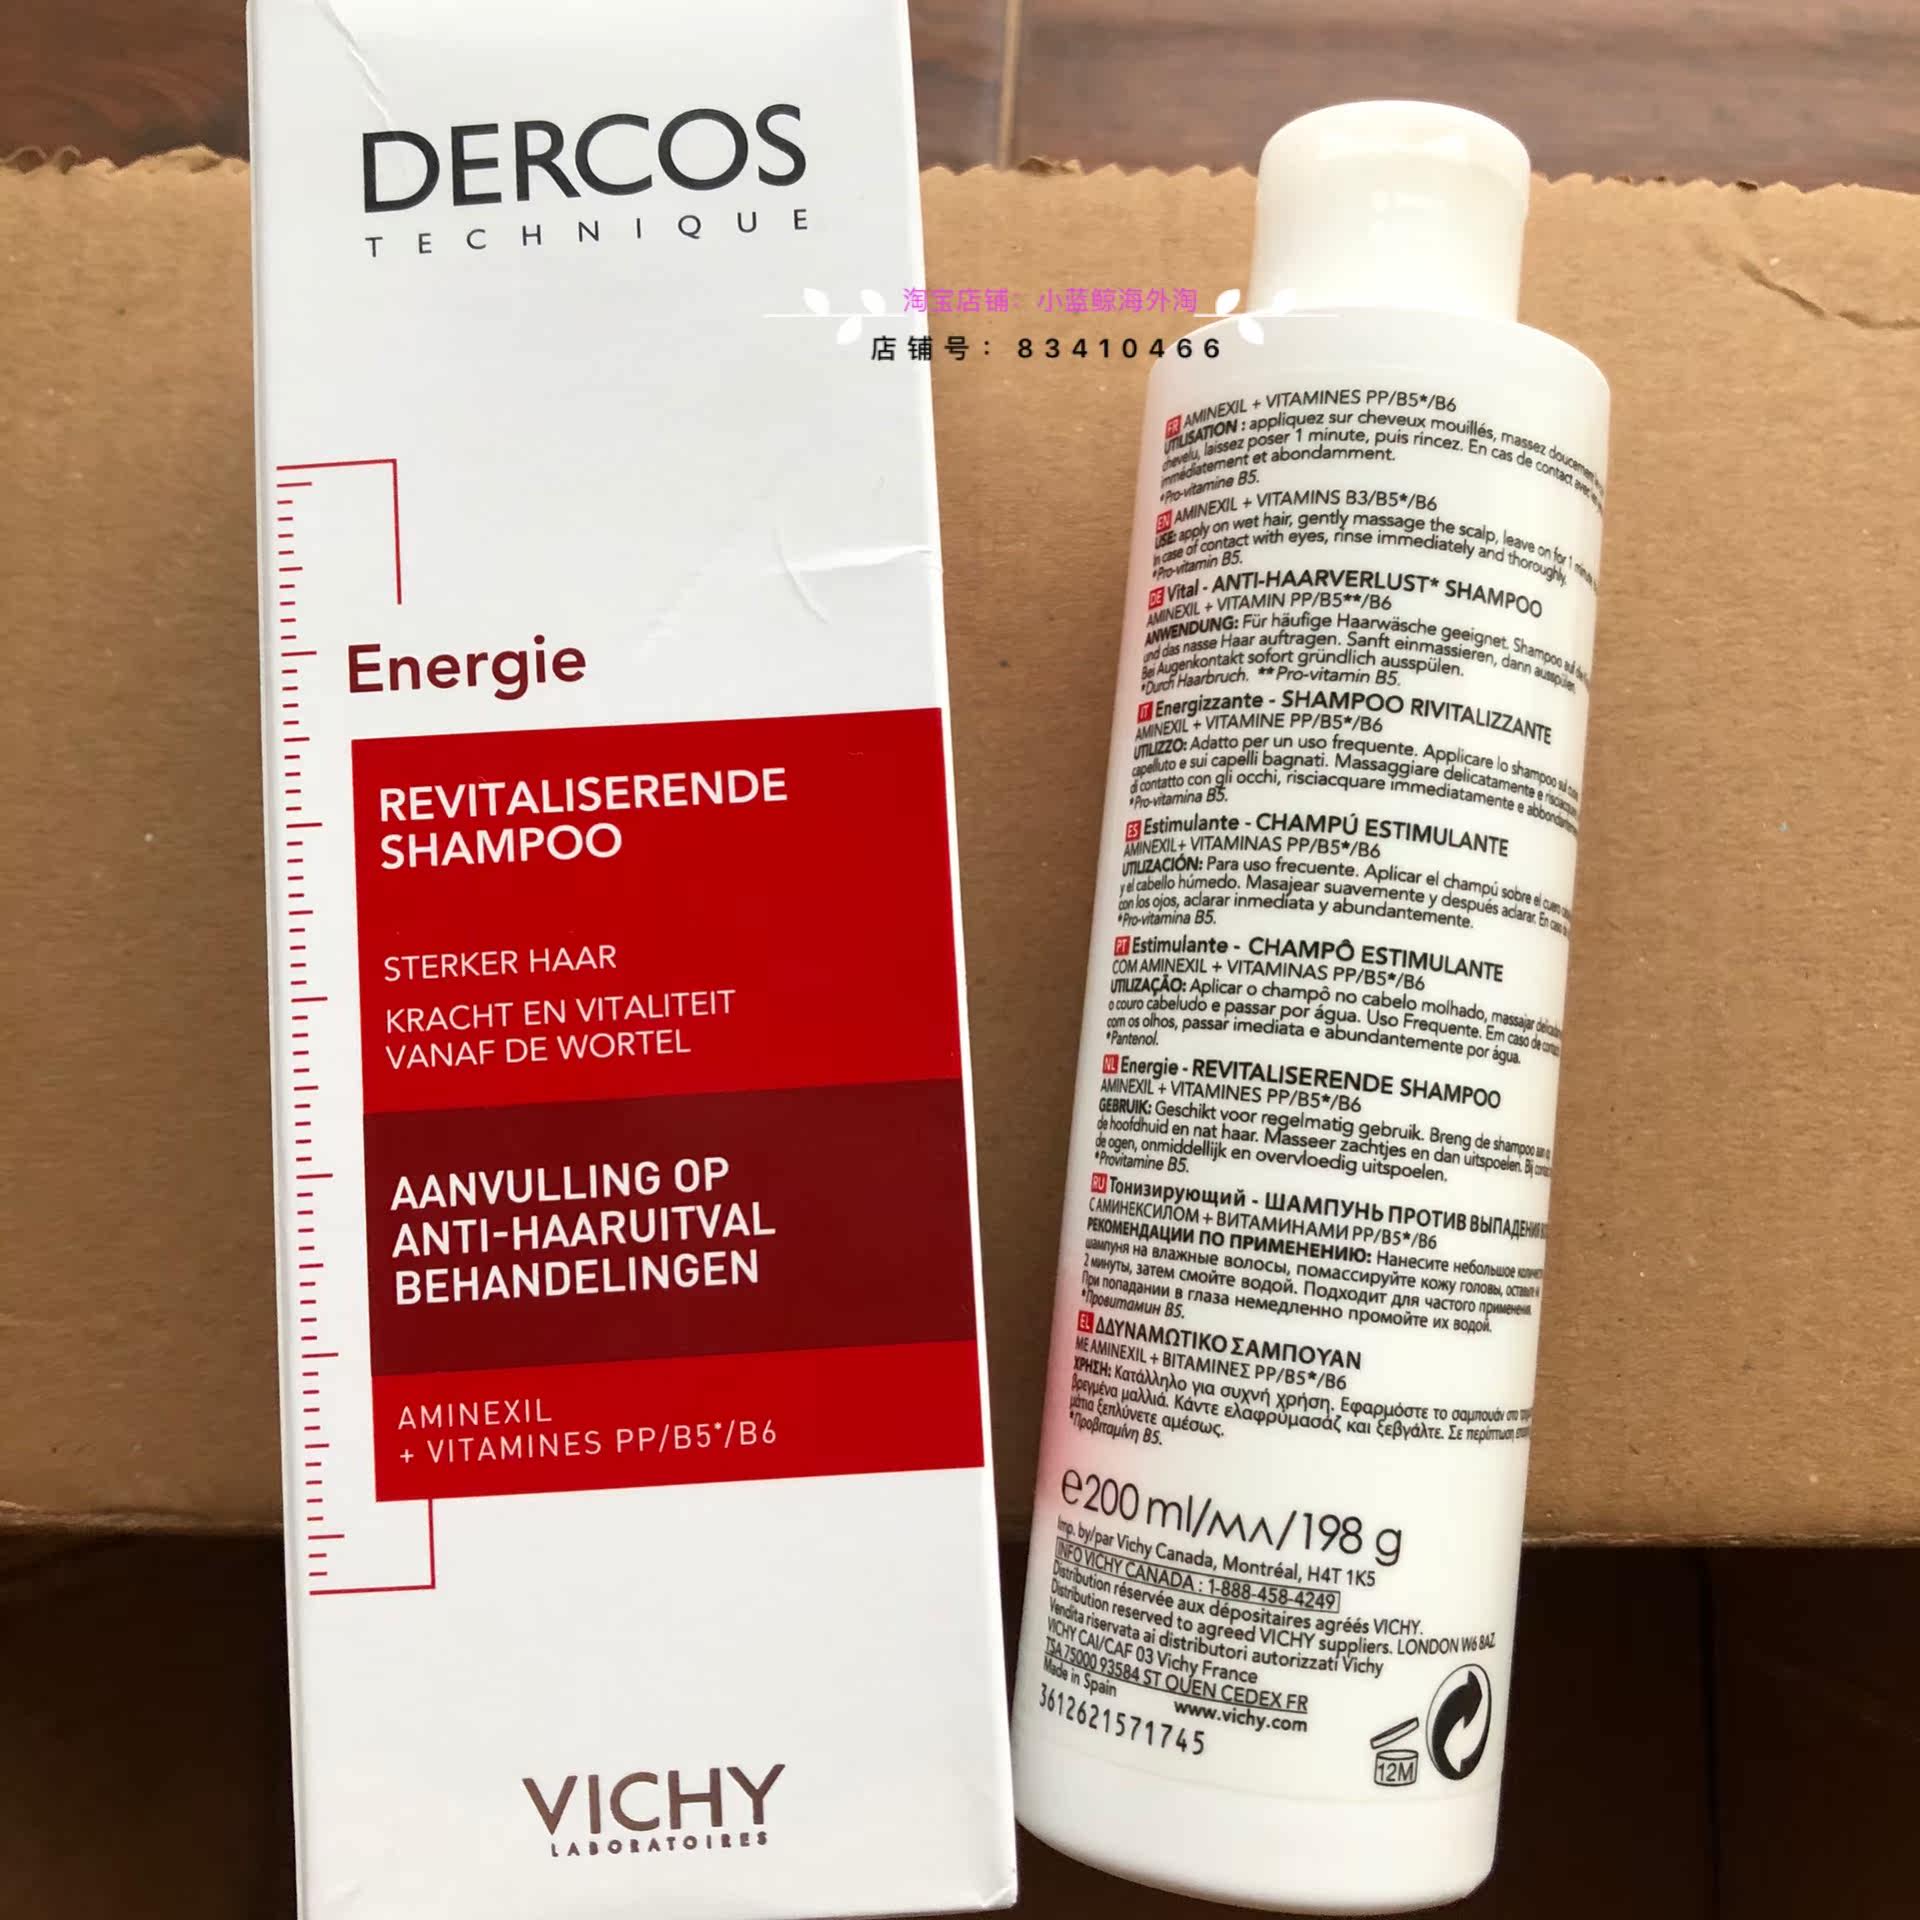 DERCOS
TECHNIQUE
淘宝店铺：小蓝鲸海外淘
店铺号：83410466
Energie
REVITALISERENDE
SHAMPOO
STERKER HAAR
KRACHT EN VITALITEIT
VANAF DE WORTEL
AANVULLING OP
ANTI-HAARUITVAL
BEHANDELINGEN
AMINEXIL
+ VITAMINES PP/B5*/B6
VICHY
LABORATOIRES
FR AMINEXIL + VITAMINES PP/B5*/B6
UTILISATION : appliquez sur cheveux mouillés, massez doucement
chevelu, laissez poser 1 minute, puis rincez. En cas de contact avec
immédiatement et abondamment.
*Pro-vitamine B5.
EN AMINEXIL + VITAMINS B3/B5*/B6
USE: apply on wet hair, gently massage the scalp, leave on for 1 minute
In case of contact with eyes, rinse immediately and thoroughly.
*Pro-vitamin B5.
DE Vital - ANTI-HAARVERLUST* SHAMPOO
AMINEXIL + VITAMIN PP/B5**/B6
ANWENDUNG: Für häufige Haarwäsche geeignet. Shampoo auf die
und das nasse Haar auftragen. Sanft einmassieren, dann ausspülen.
Bei Augenkontakt sofort gründlich ausspülen.
*Durch Haarbruch. **Pro-vitamin B5.
IT Energizzante - SHAMPOO RIVITALIZZANTE
AMINEXIL + VITAMINE PP/B5*/B6
UTILIZZO: Adatto per un uso frequente. Applicare lo shampoo sul
capelluto e sui capelli bagnati. Massaggiare delicatamente e
di contatto con gli occhi, risciacquare immediatamente e
*Pro-vitamina B5.
ES Estimulante - CHAMPÚ ESTIMULANTE
AMINEXIL+ VITAMINAS PP/B5*/B6
UTILIZACIÓN: Para uso frecuente. Aplicar el champú sobre el cuero
y el cabello húmedo. Masajear suavemente y después aclarar. En caso de
con los ojos, aclarar inmediata y abundantemente.
*Pro-vitamina B5.
PT Estimulante - CHAMPÔ ESTIMULANTE
COM AMINEXIL + VITAMINAS PP/B5*/B6
UTILIZAÇÃO: Aplicar o champô no cabelo molhado, massajar
o couro cabeludo e passar por água. Uso Frequente. Em caso de
com os olhos, passar imediata e abundantemente por água.
*Pantenol.
NL Energie - REVITALISERENDE SHAMPOO
AMINEXIL + VITAMINES PP/B5*/B6
GEBRUIK: Geschikt voor regelmatig gebruik. Breng de shampoo aan op
de hoofdhuid en nat haar. Masseer zachtjes en dan uitspoelen. Bij
de ogen, onmiddellijk en overvloedig uitspoelen.
*Provitamine B5.
RU Тонизирующий - ШАМПУНЬ ПРОТИВ ВЫПАДЕНИЯ
С АМИНЕКСИЛОМ + ВИТАМИНАМИ PP/B5*/B6
РЕКОМЕНДАЦИИ ПО ПРИМЕНЕНИЮ: Нанесите небольшое
шампуня на влажные волосы, помассируйте кожу головы,
2 минуты, затем смойте водой. Подходит для частого применения.
При попадании в глаза немедленно промойте их водой.
*Провитамин B5.
EL ΔΔΥΝΑΜΩΤΙΚΟ ΣΑΜΠΟΥΑΝ
ΜΕ AMINEXIL + ΒΙΤΑΜΙΝΕΣ PP/B5*/B6
ΧΡΗΣΗ: Κατάλληλο για συχνή χρήση. Εφαρμόστε το σαμπουάν στο
βρεγμένα μαλλιά. Κάντε ελαφρύμασάζ και ξεβγάλτε. Σε περίπτωση
μάτια ξεπλύνετε αμέσως.
*Προβιταμίνη B5.
e200 ml/мл/198 g
Imp. by/par Vichy Canada, Montréal, H4T 1K5
INFO VICHY CANADA : 1-888-458-4249
Distribution réservée aux dépositaires agréés VICHY.
Distribution reserved to agreed VICHY suppliers. LONDON W6 8AZ
Vendita riservata ai distributori autorizzati Vichy
VICHY CAI/CAF 03 Vichy France
TSA 75000 93584 ST OUEN CEDEX FR
Made in Spain
www.vichy.com
3612621571745
12M